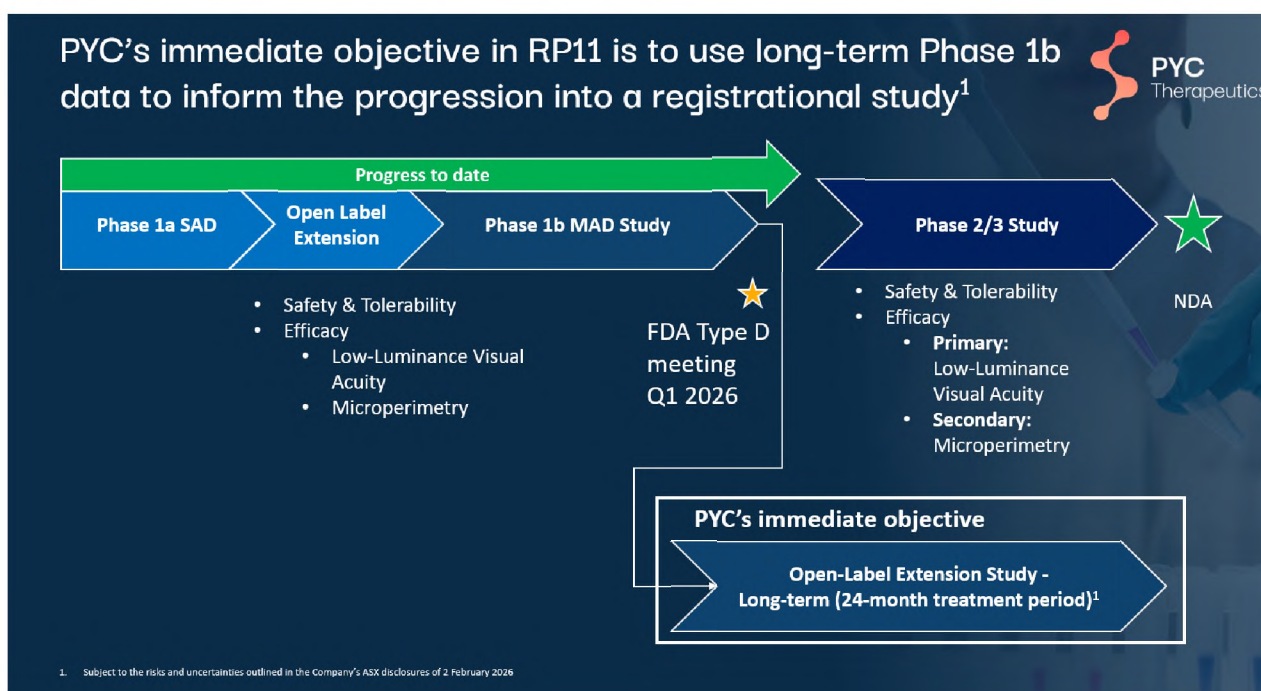 PYC's immediate objective in RP11 is to use long-term Phase 1b
data to inform the progression into a registrational study1
PYC
Therapeutics
Progress to date
Phase 1a SAD
Open Label
Extension
Phase 1b MAD Study
Phase 2/3 Study
NDA
• Safety & Tolerability
• Efficacy
• Low-Luminance Visual
Acuity
• Microperimetry
FDA Type D
meeting
Q1 2026
• Safety & Tolerability
• Efficacy
• Primary:
Low-Luminance
Visual Acuity
• Secondary:
Microperimetry
PYC's immediate objective
Open-Label Extension Study -
Long-term (24-month treatment period)1
1. Subject to the risks and uncertainties outlined in the Company's ASX disclosures of 2 February 2026